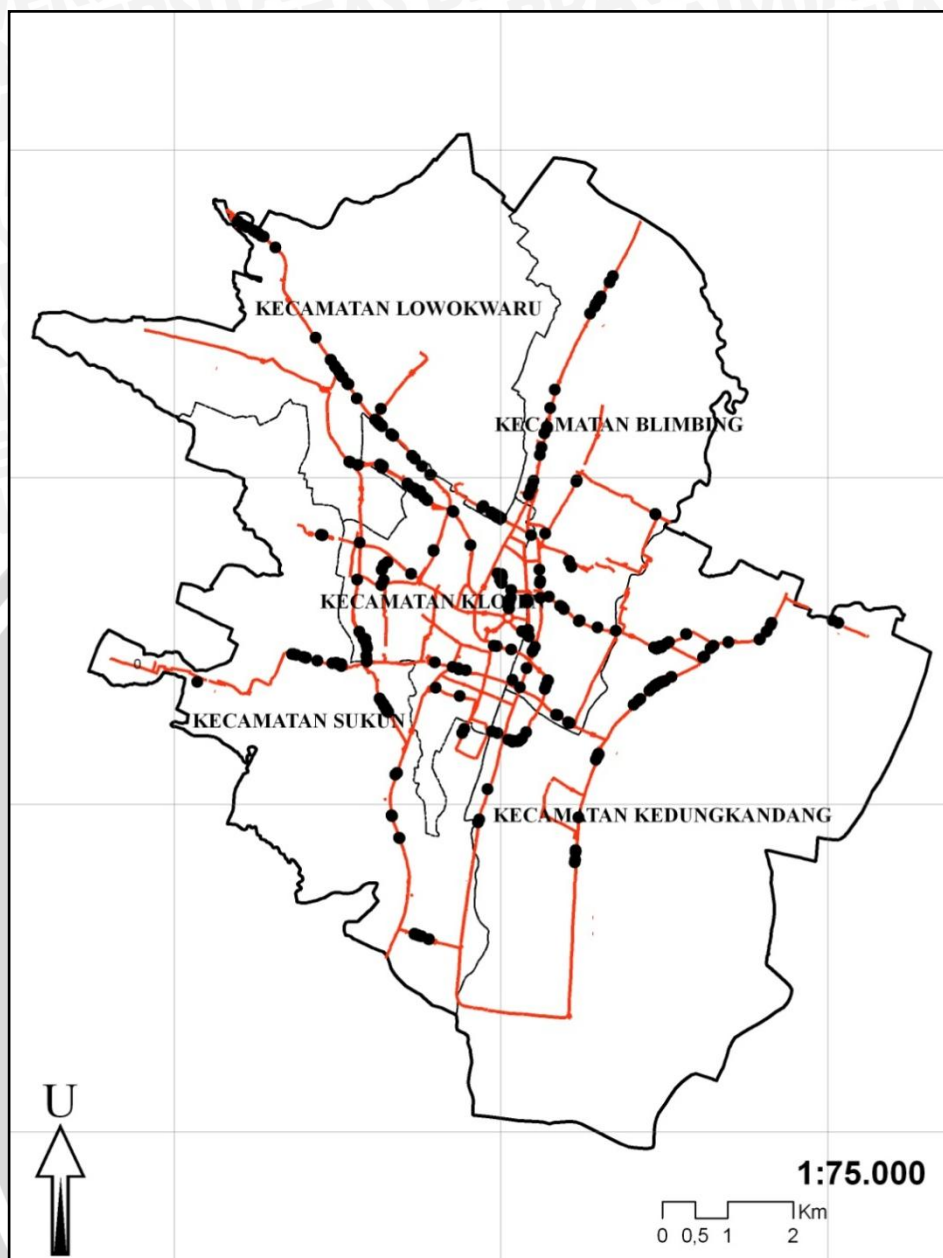 KECAMATAN LOWOKWARU
KECAMATAN BLIMBING
KECAMATAN KLOJEN
KECAMATAN SUKUN
KECAMATAN KEDUNGKANDANG
U
1:75.000
Km
0 0,5 1 2